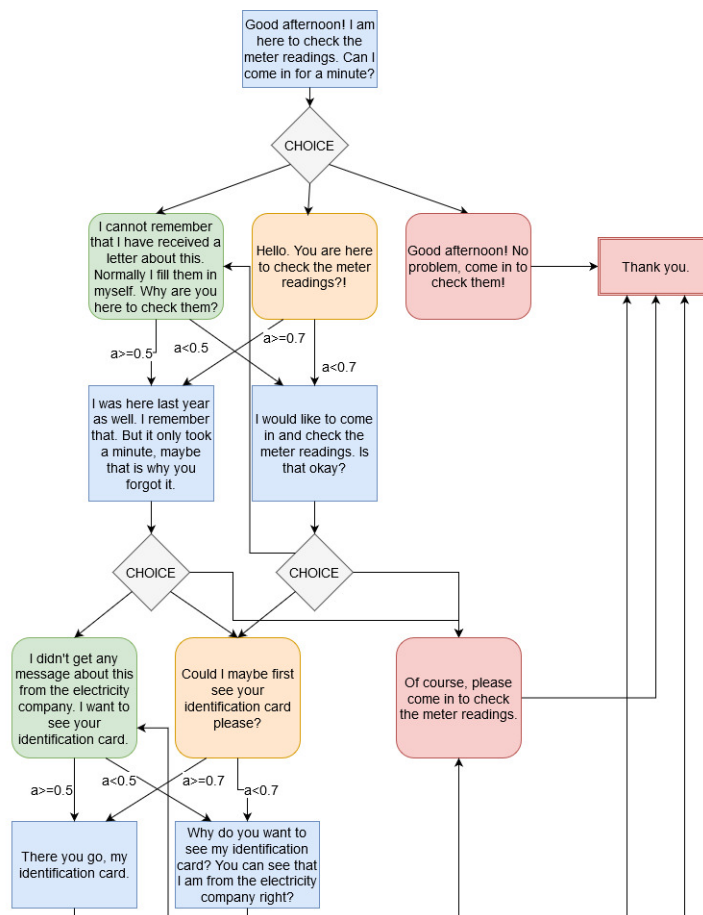 Good afternoon! I am
here to check the
meter readings. Can I
come in for a minute?
CHOICE
I cannot remember
that I have received a
letter about this.
Normally I fill them in
myself. Why are you
here to check them?
Hello. You are here
to check the meter
readings?!
Good afternoon! No
problem, come in to
check them!
Thank you.
a>=0.5
a<0.5
a>=0.7
a<0.7
I was here last year
as well. I remember
that. But it only took
a minute, maybe
that is why you
forgot it.
I would like to come
in and check the
meter readings. Is
that okay?
CHOICE
CHOICE
I didn't get any
message about this
from the electricity
company. I want to
see your
identification card.
Could I maybe first
see your
identification card
please?
Of course, please
come in to check
the meter readings.
a>=0.5
a<0.5
a>=0.7
a<0.7
There you go, my
identification card.
Why do you want to
see my identification
card? You can see that
I am from the electricity
company right?